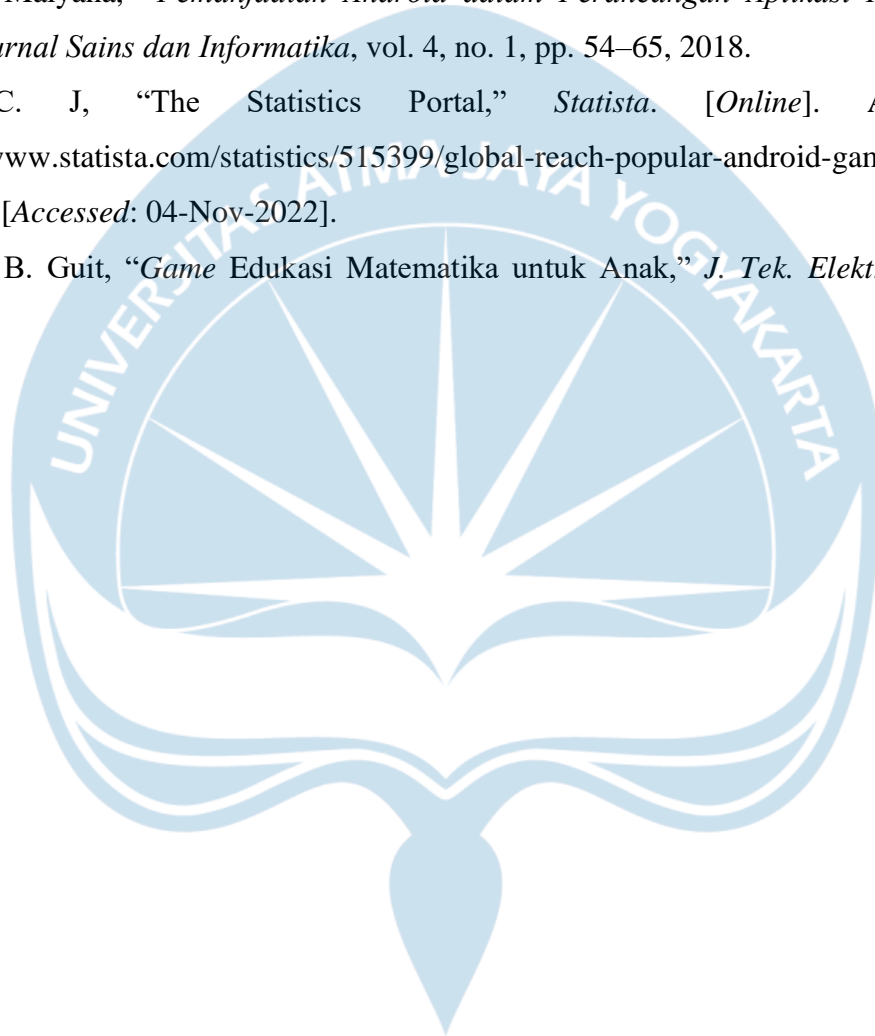 Maryana, "Pemanfaatan Android dalam Perancangan Aplikasi
urnal Sains dan Informatika, vol. 4, no. 1, pp. 54–65, 2018.
C. J, “The Statistics Portal,” Statista. [Online]. A
www.statista.com/statistics/515399/global-reach-popular-android-gam
[Accessed: 04-Nov-2022].
B. Guit, “Game Edukasi Matematika untuk Anak,” J. Tek. Elekt
UNIVERSITAS ATMA JAYA YOGYAKARTA